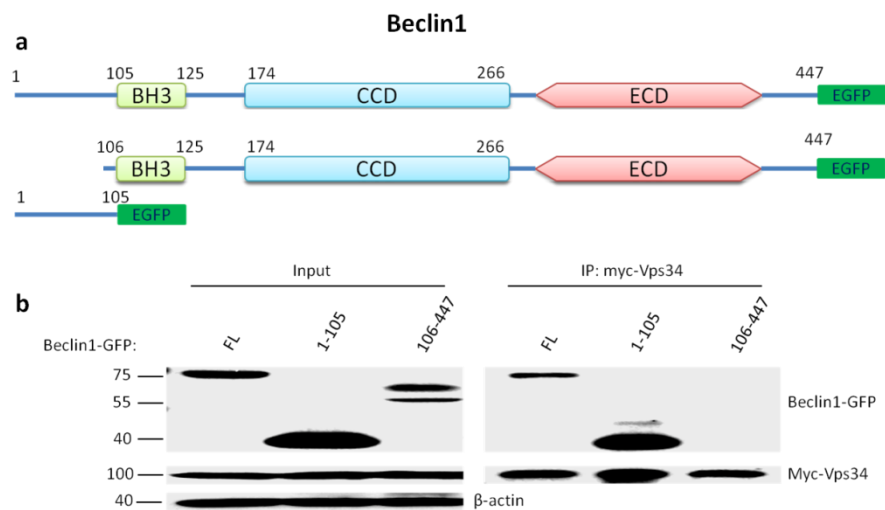 Beclin1
a
1 105 125 174 266 447
BH3 CCD ECD EGFP
106 125 174 266 447
BH3 CCD ECD EGFP
1 105
EGFP
b
Input IP: myc-Vps34
Beclin1-GFP: FL 1-105 106-447 FL 1-105 106-447
75
55 Beclin1-GFP
40
100 Myc-Vps34
40 β-actin